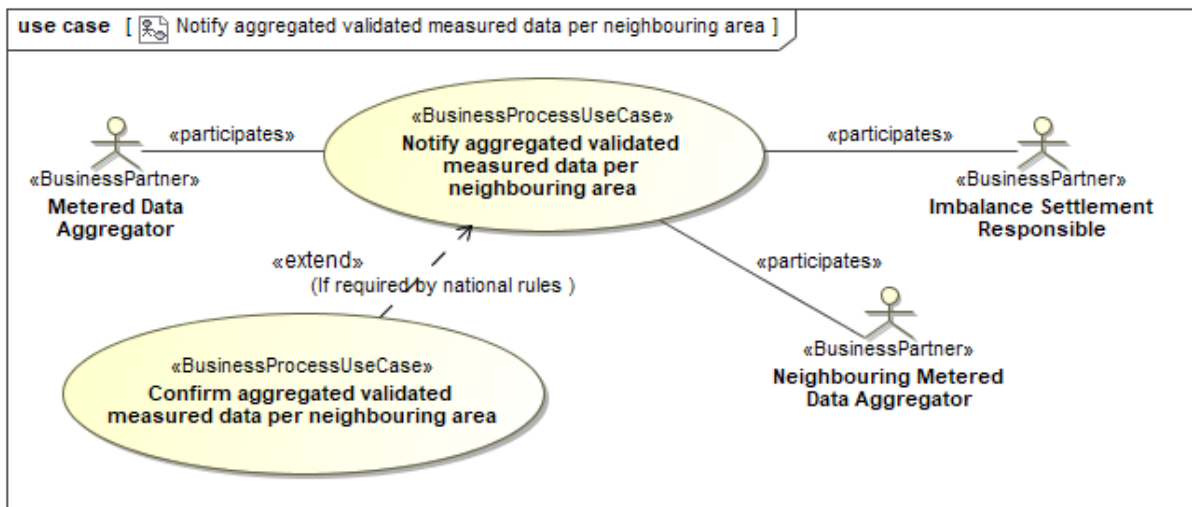 use case [ Notify aggregated validated measured data per neighbouring area ]
«BusinessProcessUseCase»
Notify aggregated validated
measured data per
neighbouring area
«participates»
«BusinessPartner»
Metered Data
Aggregator
«participates»
«BusinessPartner»
Imbalance Settlement
Responsible
«participates»
«BusinessPartner»
Neighbouring Metered
Data Aggregator
«extend»
(If required by national rules )
«BusinessProcessUseCase»
Confirm aggregated validated
measured data per neighbouring area